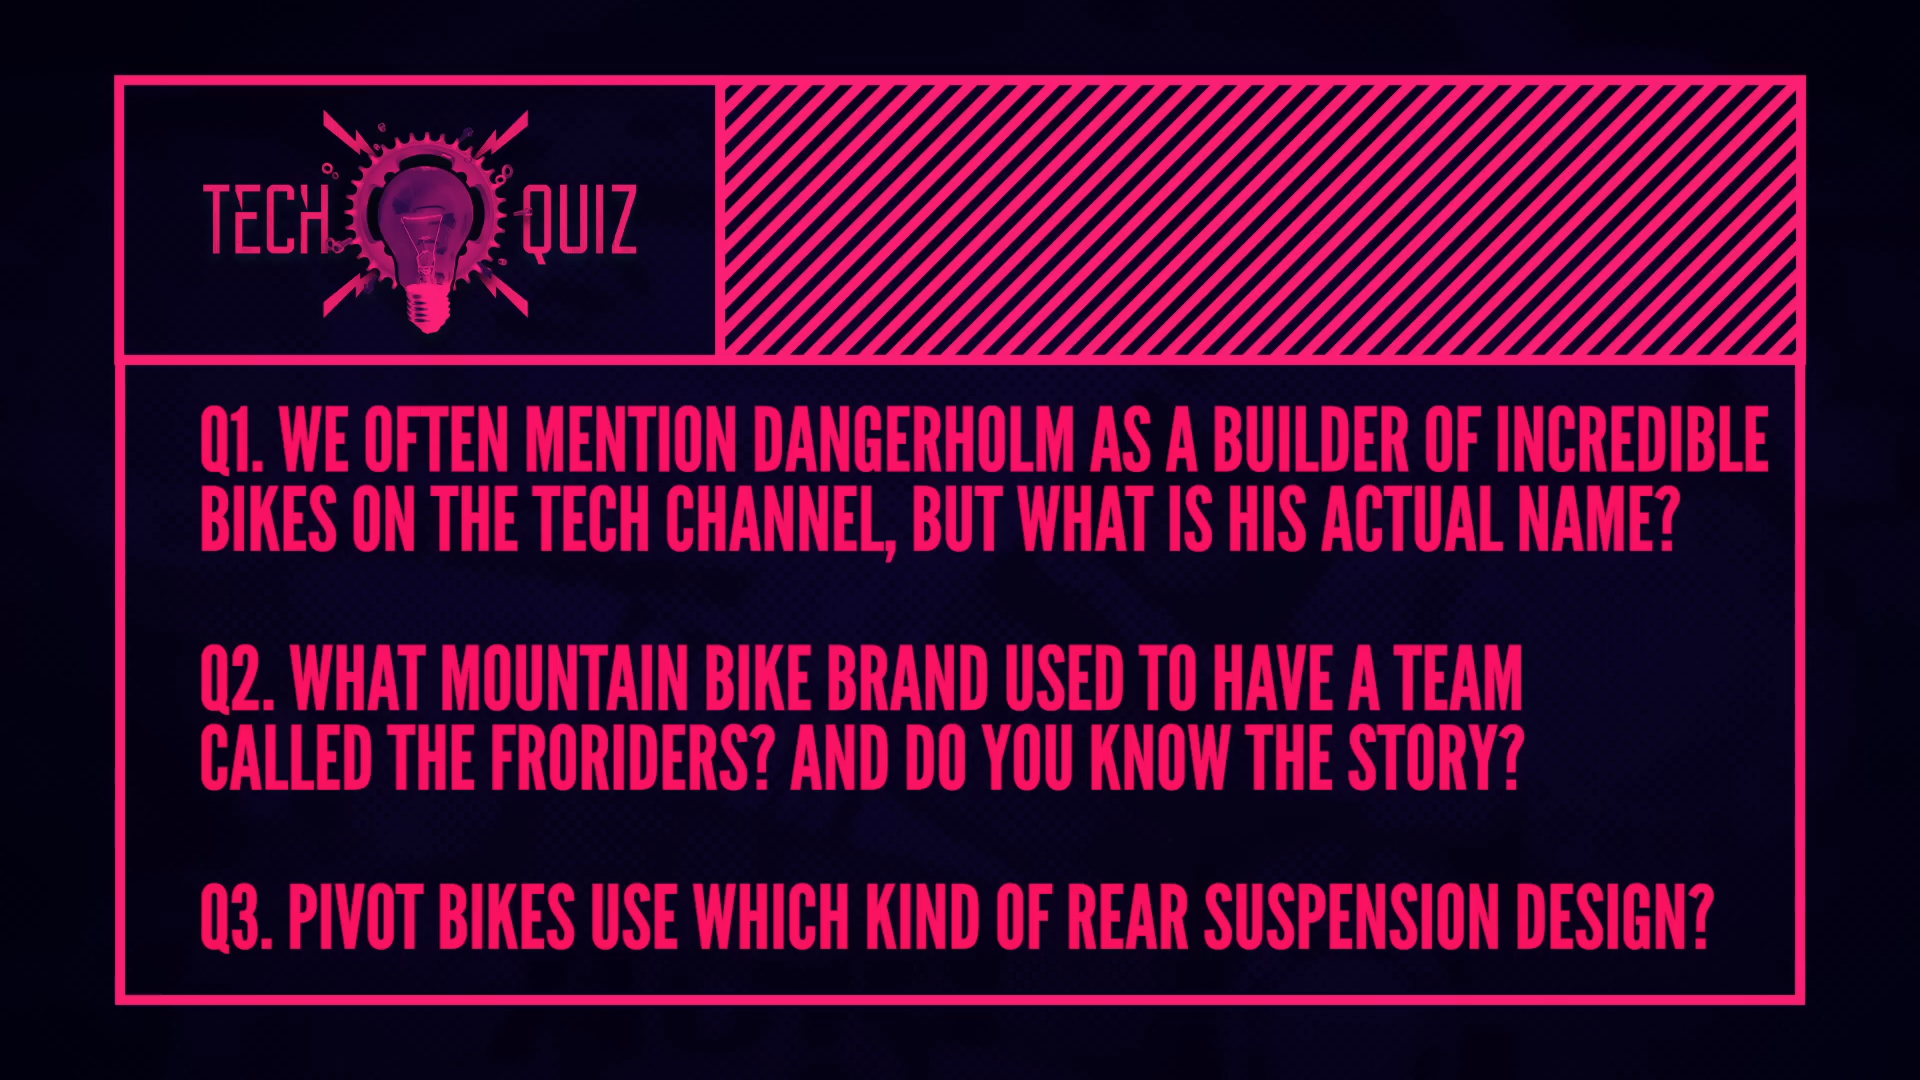 TECH QUIZ
Q1. WE OFTEN MENTION DANGERHOLM AS A BUILDER OF INCREDIBLE
BIKES ON THE TECH CHANNEL, BUT WHAT IS HIS ACTUAL NAME?
Q2. WHAT MOUNTAIN BIKE BRAND USED TO HAVE A TEAM
CALLED THE FRORIDERS? AND DO YOU KNOW THE STORY?
Q3. PIVOT BIKES USE WHICH KIND OF REAR SUSPENSION DESIGN?